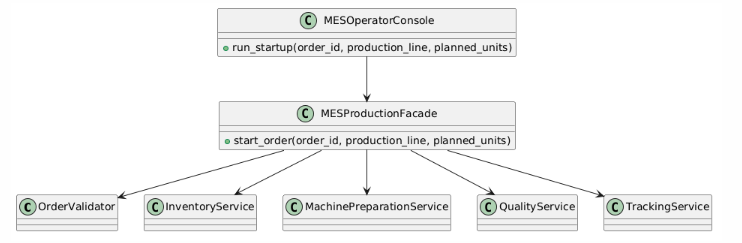 C MESOperatorConsole
run_startup(order_id, production_line, planned_units)
C MESProductionFacade
start_order(order_id, production_line, planned_units)
C OrderValidator
C InventoryService
C MachinePreparationService
C QualityService
C TrackingService